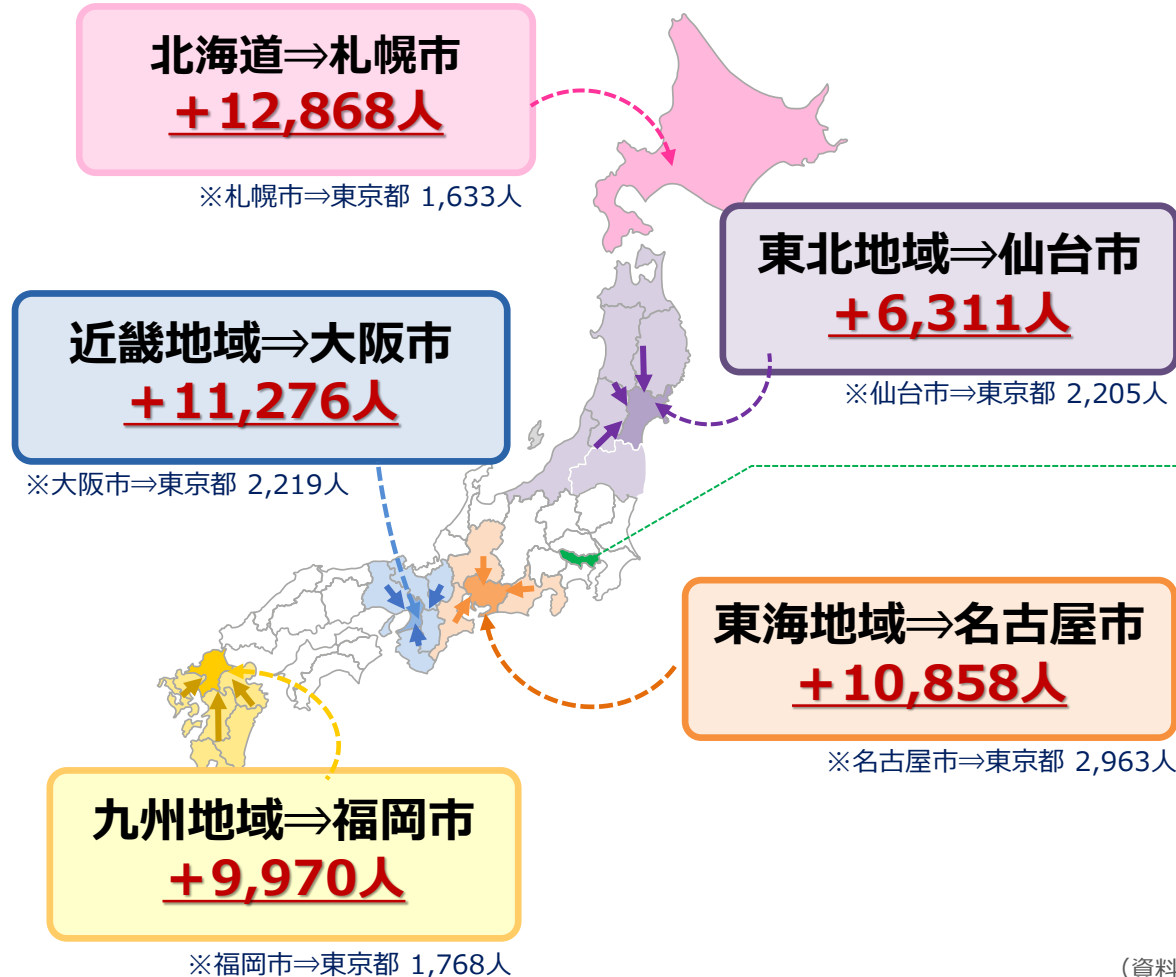 北海道⇒札幌市
+12,868人
※札幌市⇒東京都 1,633人
東北地域⇒仙台市
+6,311人
※仙台市⇒東京都 2,205人
近畿地域⇒大阪市
+11,276人
※大阪市⇒東京都 2,219人
東海地域⇒名古屋市
+10,858人
※名古屋市⇒東京都 2,963人
九州地域⇒福岡市
+9,970人
※福岡市⇒東京都 1,768人
（資料